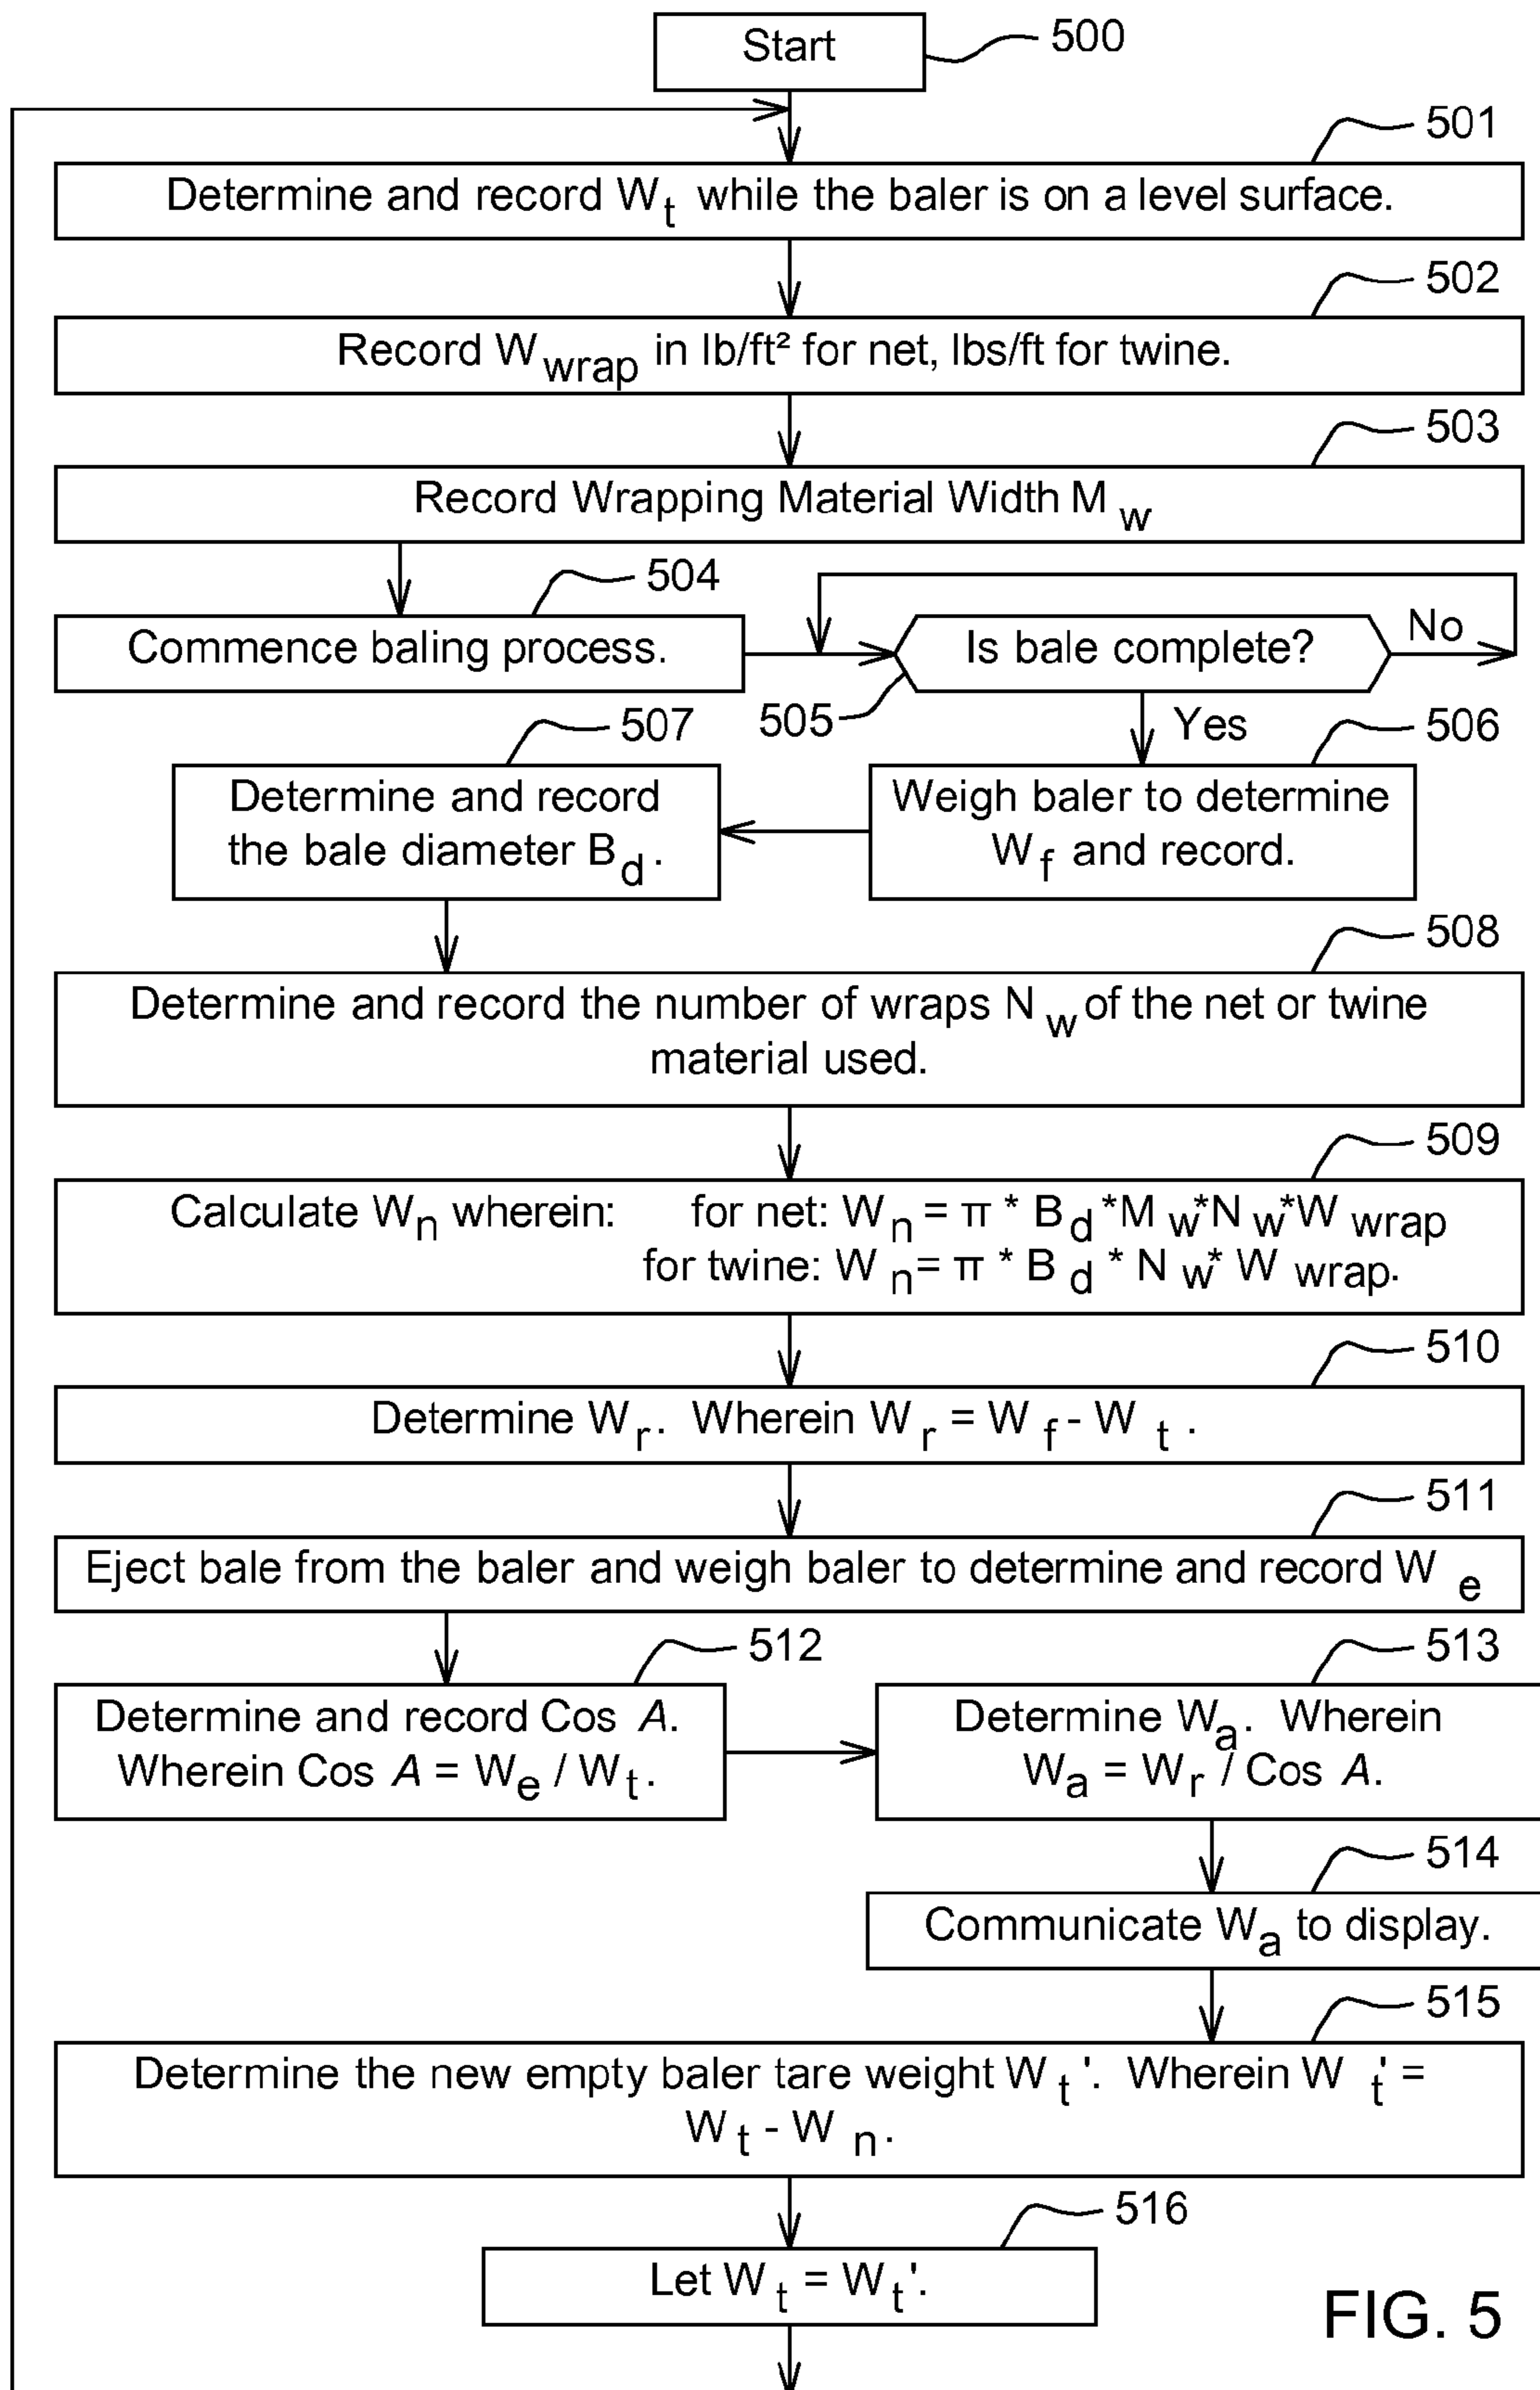 Start
500
501
Determine and record Wt while the baler is on a level surface.
502
Record Wwrap in lb/ft² for net, lbs/ft for twine.
503
Record Wrapping Material Width Mw
504
Commence baling process.
Is bale complete?
No
505
Yes
507
506
Determine and record
the bale diameter Bd.
Weigh baler to determine
Wf and record.
508
Determine and record the number of wraps Nw of the net or twine
material used.
509
Calculate Wn wherein: for net: Wn = π * Bd *Mw*Nw*Wwrap
for twine: Wn = π * Bd * Nw* Wwrap.
510
Determine Wr. Wherein Wr = Wf - Wt .
511
Eject bale from the baler and weigh baler to determine and record We
512
513
Determine and record Cos A.
Wherein Cos A = We / Wt.
Determine Wa. Wherein
Wa = Wr / Cos A.
514
Communicate Wa to display.
515
Determine the new empty baler tare weight Wt'. Wherein Wt' =
Wt - Wn.
516
Let Wt = Wt'.
FIG. 5